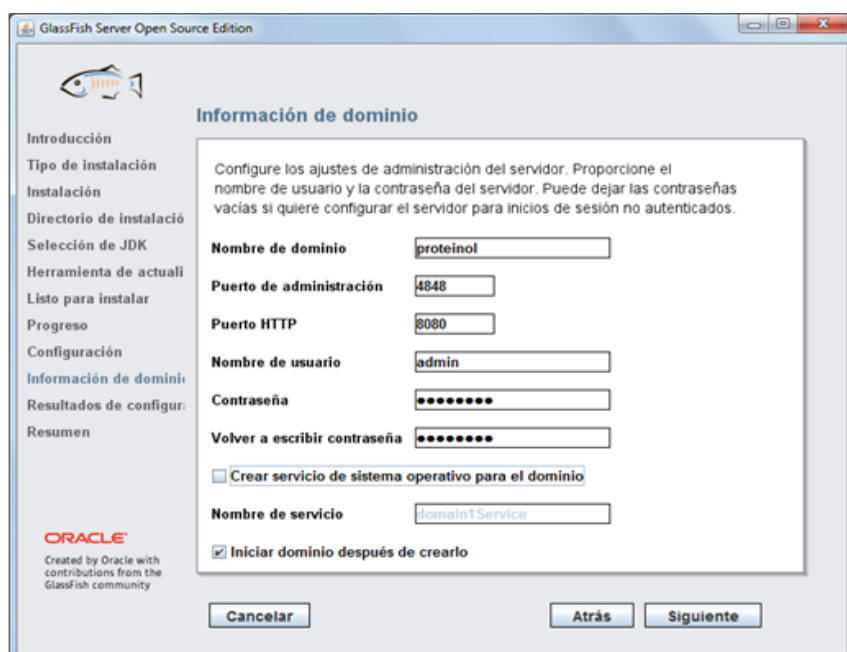 GlassFish Server Open Source Edition
Información de dominio
Introducción
Tipo de instalación
Instalación
Directorio de instalació
Selección de JDK
Herramienta de actuali
Listo para instalar
Progreso
Configuración
Información de domini
Resultados de configur
Resumen
Configure los ajustes de administración del servidor. Proporcione el
nombre de usuario y la contraseña del servidor. Puede dejar las contraseñas
vacías si quiere configurar el servidor para inicios de sesión no autenticados.
Nombre de dominio proteinol
Puerto de administración 4848
Puerto HTTP 8080
Nombre de usuario admin
Contraseña ●●●●●●●●
Volver a escribir contraseña ●●●●●●●●
Crear servicio de sistema operativo para el dominio
Nombre de servicio domain1Service
Iniciar dominio después de crearlo
ORACLE
Created by Oracle with
contributions from the
GlassFish community
Cancelar Atrás Siguiente